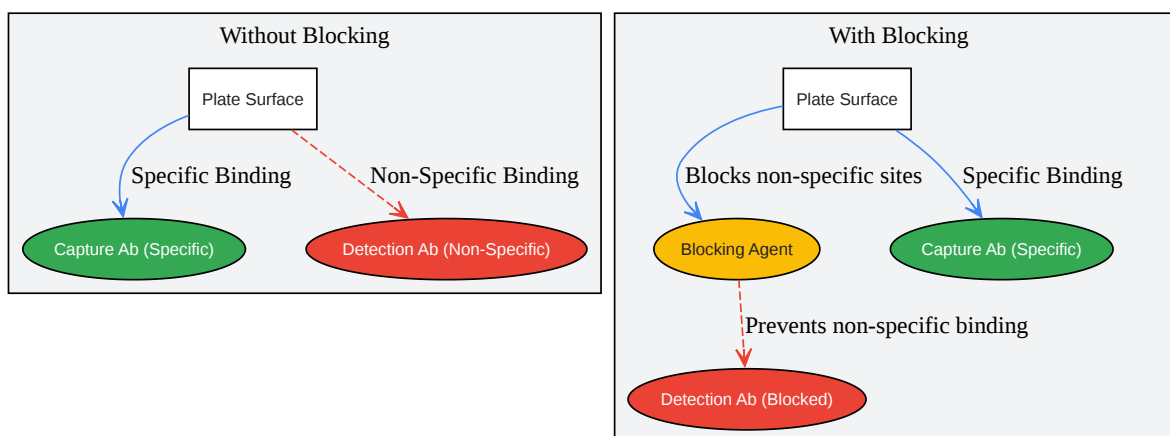 Without Blocking
Plate Surface
Specific Binding
Non-Specific Binding
Capture Ab (Specific)
Detection Ab (Non-Specific)
With Blocking
Plate Surface
Blocks non-specific sites
Specific Binding
Blocking Agent
Capture Ab (Specific)
Prevents non-specific binding
Detection Ab (Blocked)